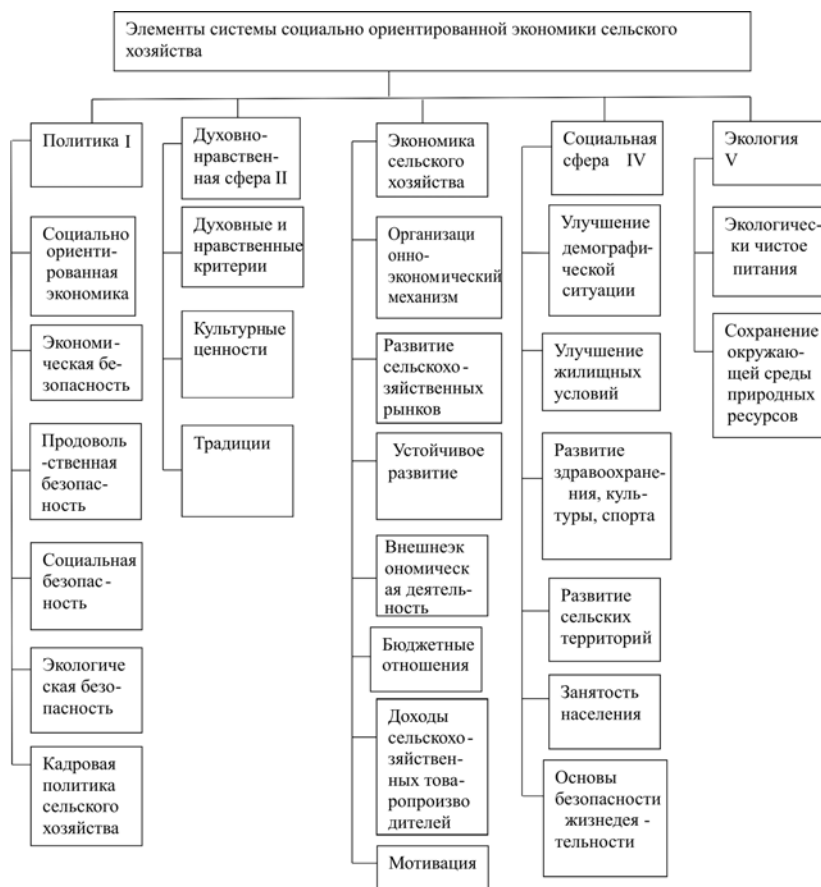 Элементы системы социально ориентированной экономики сельского
хозяйства
Политика I
Социально
ориенти-
рованная
экономика
Экономи-
ческая бе-
зопасность
Продоволь
-ственная
безопас-
ность
Социальная
безопас-
ность
Экологиче
ская безо-
пасность
Кадровая
политика
сельского
хозяйства
Духовно-
нравствен-
ная сфера II
Духовные и
нравственные
критерии
Культурные
ценности
Традиции
Экономика
сельского
хозяйства
Организаци
онно-
экономический
механизм
Развитие
сельскохо-
зяйственных
рынков
Устойчивое
развитие
Внешнеэк
ономическ
ая деятель-
ность
Бюджетные
отношения
Доходы
сельскохо-
зяйствен-
ных това-
ропроизво
дителей
Мотивация
Социальная
сфера IV
Улучшение
демографи-
ческой
ситуации
Улучшение
жилищных
условий
Развитие
здравоохране-
ния, куль-
туры, спорта
Развитие
сельских
территорий
Занятость
населения
Основы
безопасности
жизнедея -
тельности
Экология
V
Экологичес-
ки чистое
питания
Сохранение
окружаю-
щей среды
природных
ресурсов